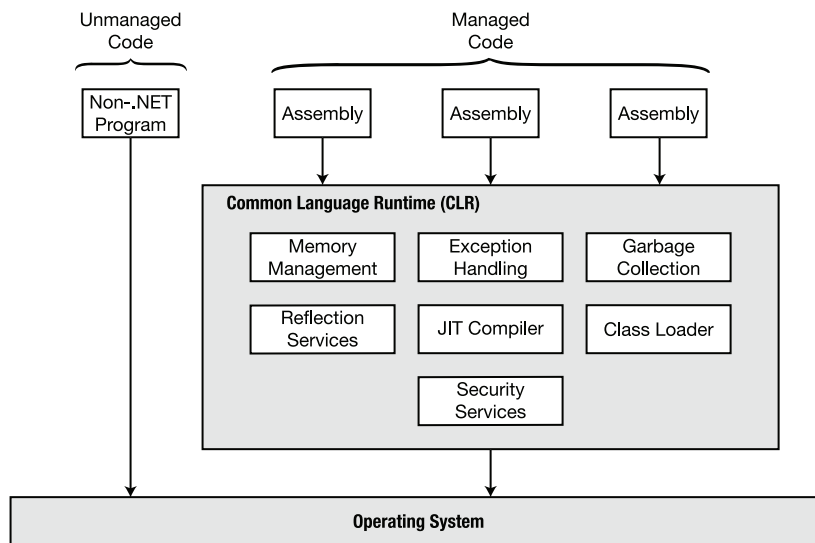 Unmanaged
Code
Managed
Code
Non-.NET
Program
Assembly
Assembly
Assembly
Common Language Runtime (CLR)
Memory
Management
Exception
Handling
Garbage
Collection
Reflection
Services
JIT Compiler
Class Loader
Security
Services
Operating System